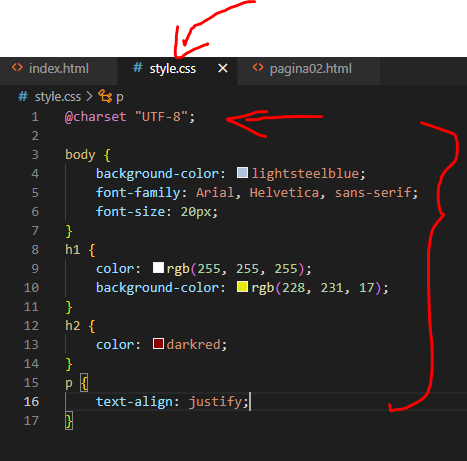 <> index.html # style.css × <> pagina02.html
# style.css > p
1 @charset "UTF-8";
2
3 body {
4 background-color: lightsteelblue;
5 font-family: Arial, Helvetica, sans-serif;
6 font-size: 20px;
7 }
8 h1 {
9 color: rgb(255, 255, 255);
10 background-color: rgb(228, 231, 17);
11 }
12 h2 {
13 color: darkred;
14 }
15 p {
16 text-align: justify;
17 }